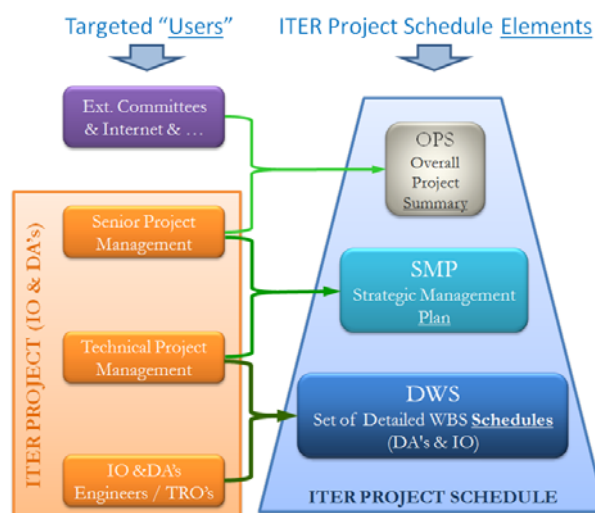 Targeted “Users”
ITER Project Schedule Elements
Ext. Committees
& Internet & …
OPS
Overall
Project
Summary
ITER PROJECT (IO & DA’s)
Senior Project
Management
SMP
Strategic Management
Plan
Technical Project
Management
DWS
Set of Detailed WBS Schedules
(DA's & IO)
IO &DA's
Engineers / TRO’s
ITER PROJECT SCHEDULE